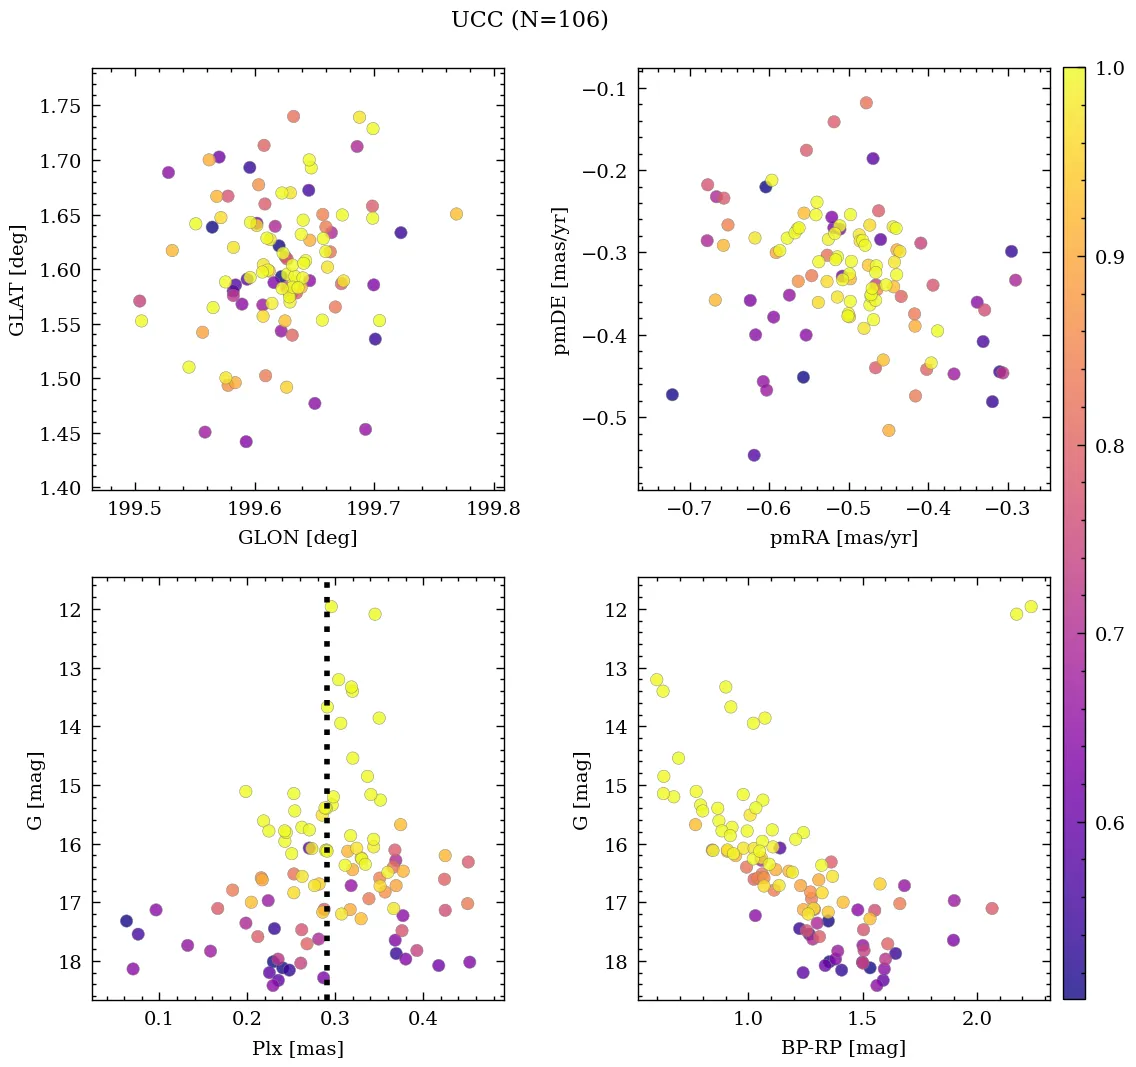 UCC (N=106)
1.75
1.70
1.65
1.60
1.55
1.50
1.45
1.40
GLAT [deg]
199.5 199.6 199.7 199.8
GLON [deg]
−0.1
−0.2
−0.3
−0.4
−0.5
pmDE [mas/yr]
−0.7 −0.6 −0.5 −0.4 −0.3
pmRA [mas/yr]
1.0
0.9
0.8
0.7
0.6
12
13
14
15
16
17
18
G [mag]
0.1 0.2 0.3 0.4
Plx [mas]
12
13
14
15
16
17
18
G [mag]
1.0 1.5 2.0
BP-RP [mag]